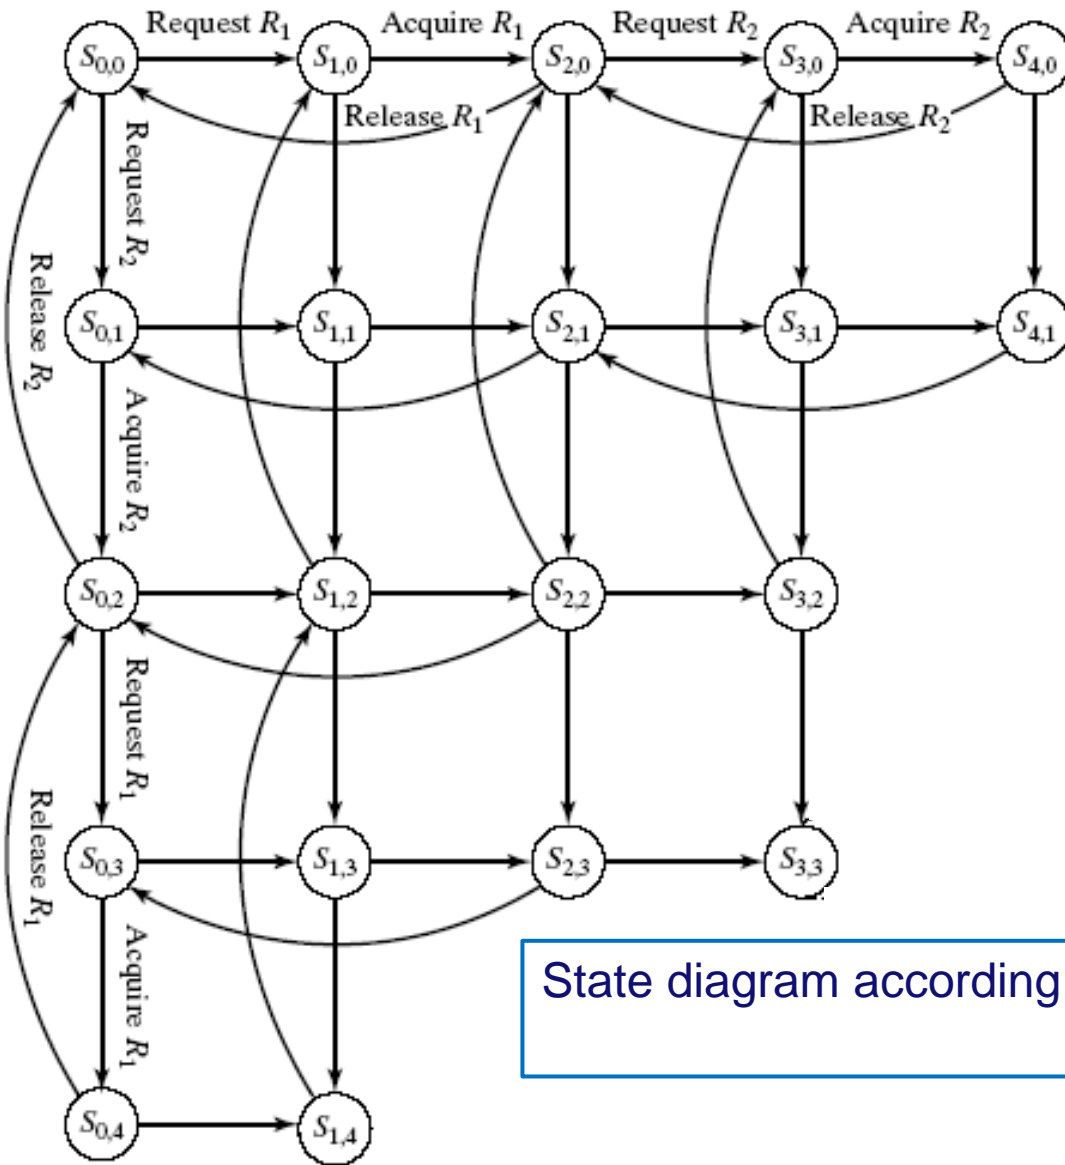 Request R₁ Acquire R₁ Request R₂ Acquire R₂
S₀,₀ S₁,₀ S₂,₀ S₃,₀ S₄,₀
Release R₁ Release R₂
Request R₂
Release R₂
S₀,₁ S₁,₁ S₂,₁ S₃,₁ S₄,₁
Acquire R₂
S₀,₂ S₁,₂ S₂,₂ S₃,₂
Request R₁
Release R₁
S₀,₃ S₁,₃ S₂,₃ S₃,₃
Acquire R₁
State diagram according
S₀,₄ S₁,₄